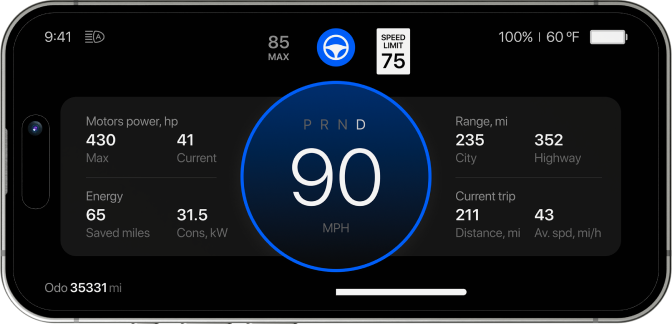 9:41
A
85
MAX
SPEED
LIMIT
75
100% | 60 ºF
Motors power, hp
430 41
Max Current
Energy
65 31.5
Saved miles Cons, kW
P R N D
90
MPH
Range, mi
235 352
City Highway
Current trip
211 43
Distance, mi Av. spd, mi/h
Odo 35331 mi